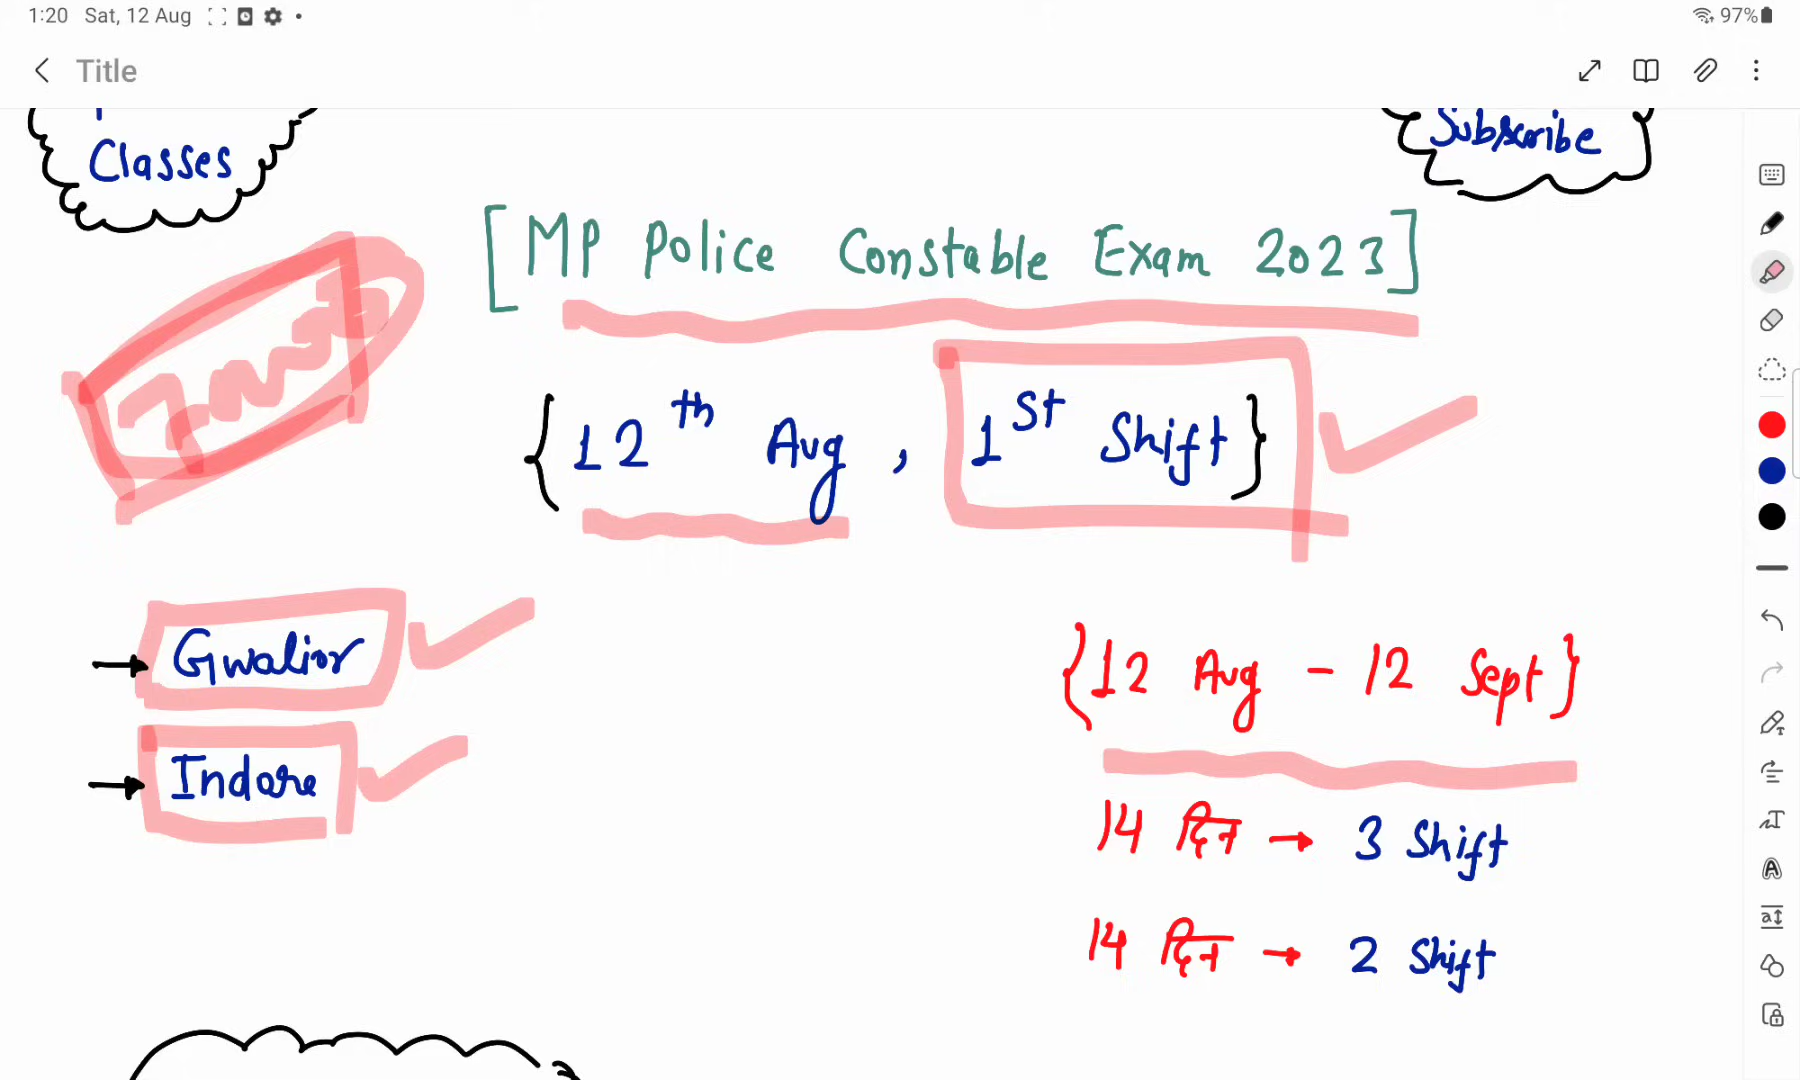 1:20 Sat, 12 Aug
97%
Title
Classes
Subscribe
[MP Police Constable Exam 2023]
{12th Aug, 1st Shift}
Gwalior
Indore
{12 Aug - 12 Sept}
14 दिन → 3 Shift
14 दिन → 2 Shift